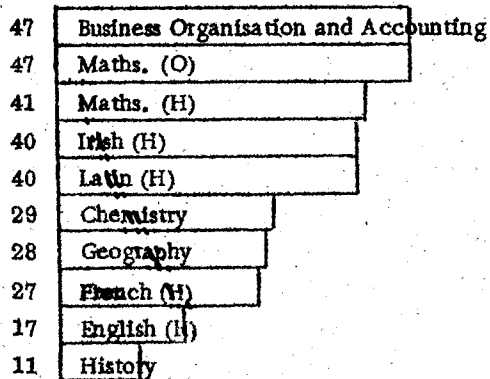 47 Business Organisation and Accounting
47 Maths. (O)
41 Maths. (H)
40 Irish (H)
40 Latin (H)
29 Chemistry
28 Geography
27 French (H)
17 English (H)
11 History